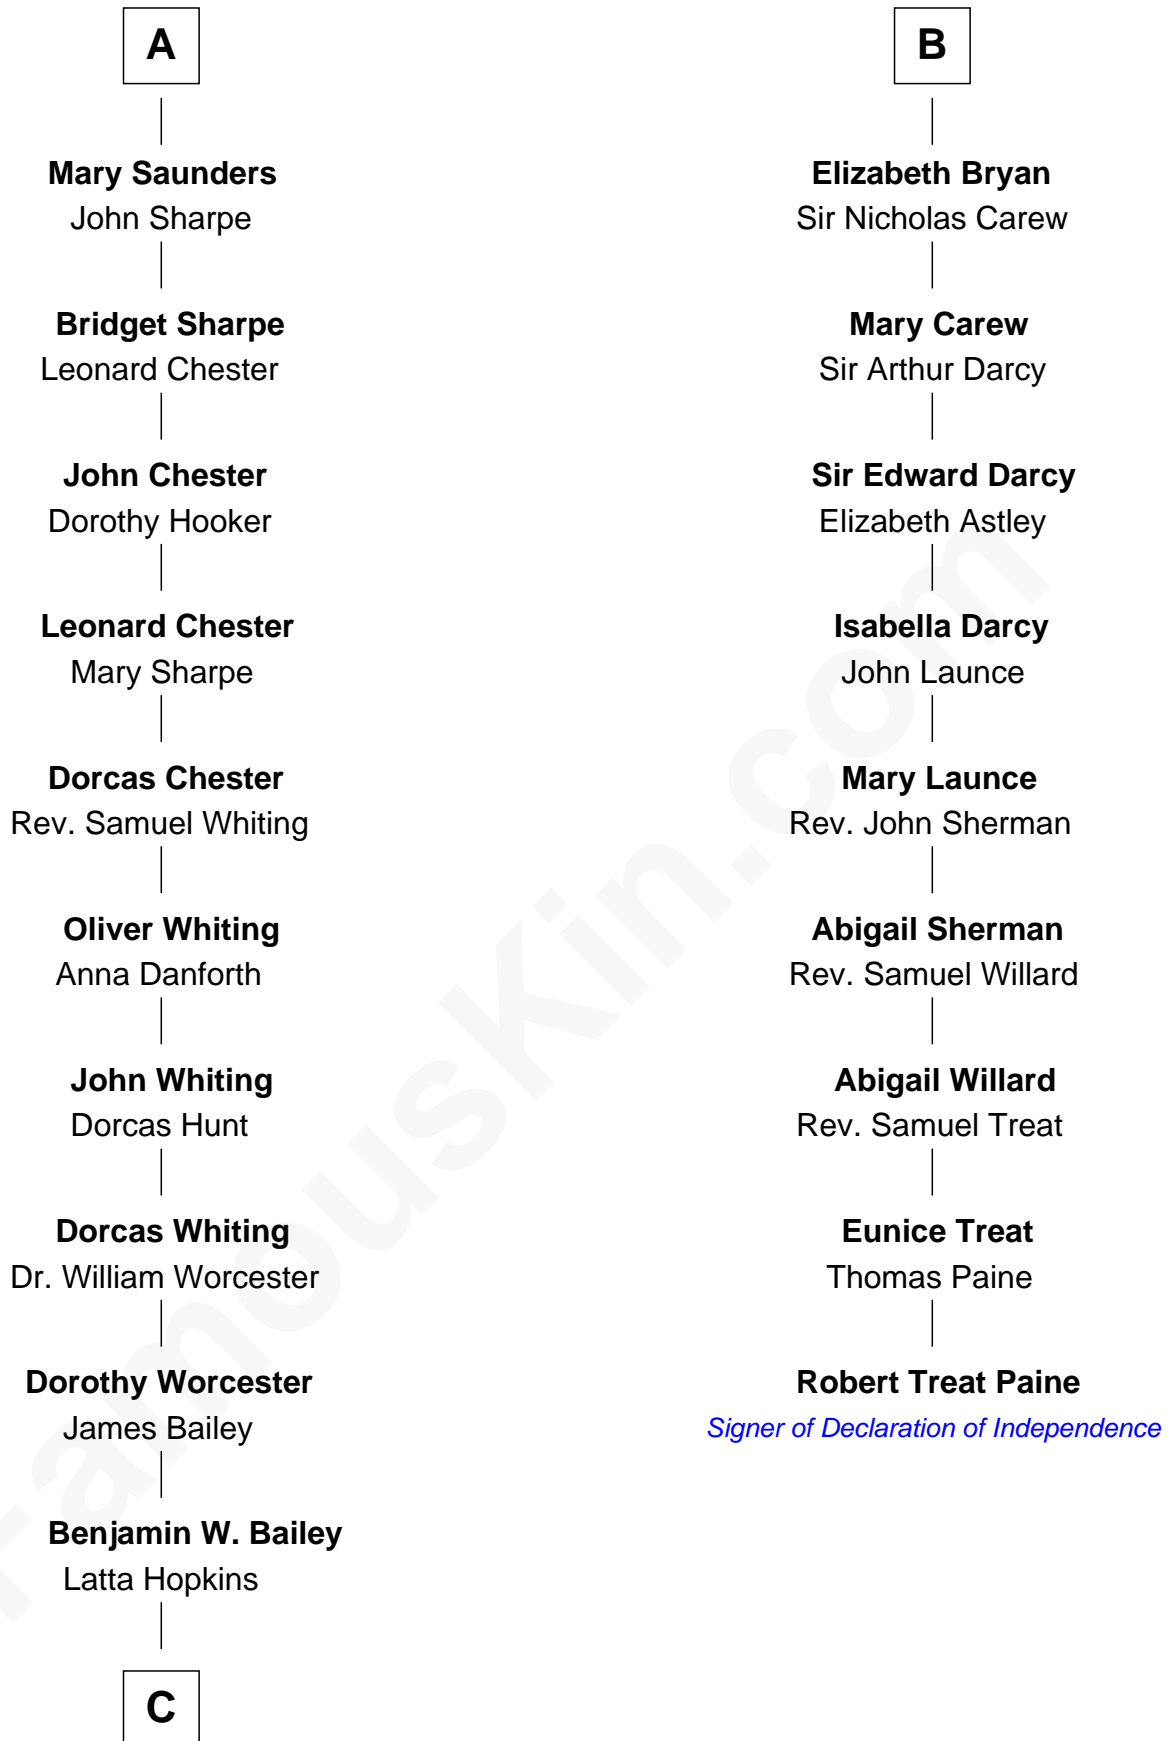 A
Mary Saunders
John Sharpe
Bridget Sharpe
Leonard Chester
John Chester
Dorothy Hooker
Leonard Chester
Mary Sharpe
Dorcas Chester
Rev. Samuel Whiting
Oliver Whiting
Anna Danforth
John Whiting
Dorcas Hunt
Dorcas Whiting
Dr. William Worcester
Dorothy Worcester
James Bailey
Benjamin W. Bailey
Latta Hopkins
C
B
Elizabeth Bryan
Sir Nicholas Carew
Mary Carew
Sir Arthur Darcy
Sir Edward Darcy
Elizabeth Astley
Isabella Darcy
John Launce
Mary Launce
Rev. John Sherman
Abigail Sherman
Rev. Samuel Willard
Abigail Willard
Rev. Samuel Treat
Eunice Treat
Thomas Paine
Robert Treat Paine
Signer of Declaration of Independence
FamousKin.com